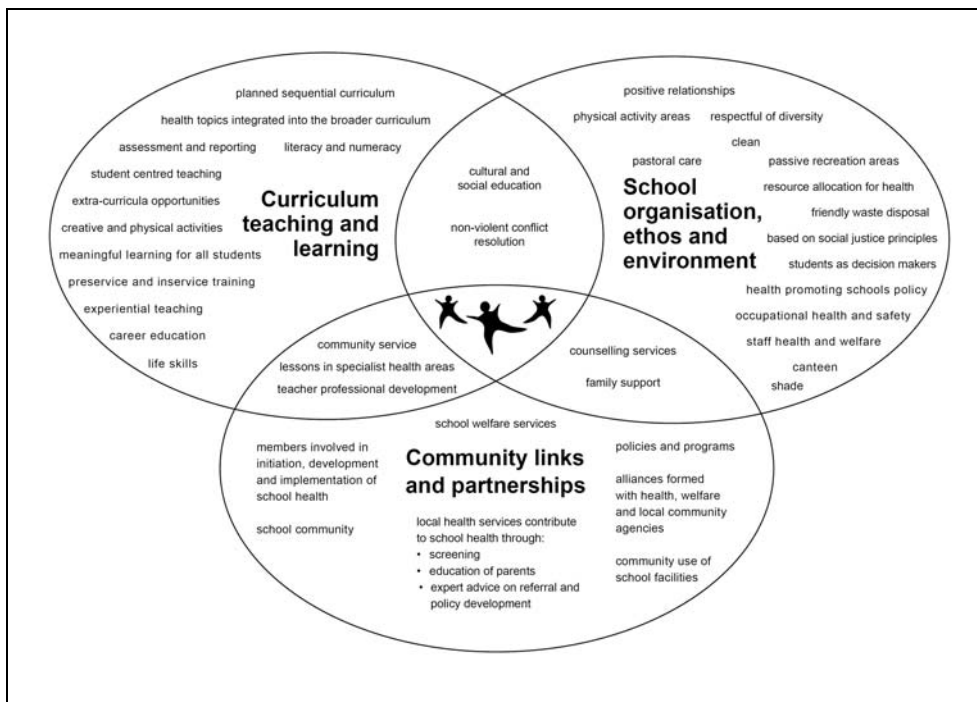 planned sequential curriculum
health topics integrated into the broader curriculum
assessment and reporting
literacy and numeracy
student centred teaching
extra-curricula opportunities
creative and physical activities
meaningful learning for all students
preservice and inservice training
experiential teaching
career education
life skills
Curriculum
teaching and
learning
cultural and
social education
non-violent conflict
resolution
positive relationships
physical activity areas
respectful of diversity
clean
pastoral care
passive recreation areas
School
organisation,
ethos and
environment
resource allocation for health
friendly waste disposal
based on social justice principles
students as decision makers
health promoting schools policy
occupational health and safety
staff health and welfare
canteen
shade
community service
lessons in specialist health areas
teacher professional development
counselling services
family support
school welfare services
Community links
and partnerships
members involved in
initiation, development
and implementation of
school health
school community
local health services contribute
to school health through:
• screening
• education of parents
• expert advice on referral and
policy development
policies and programs
alliances formed
with health, welfare
and local community
agencies
community use of
school facilities